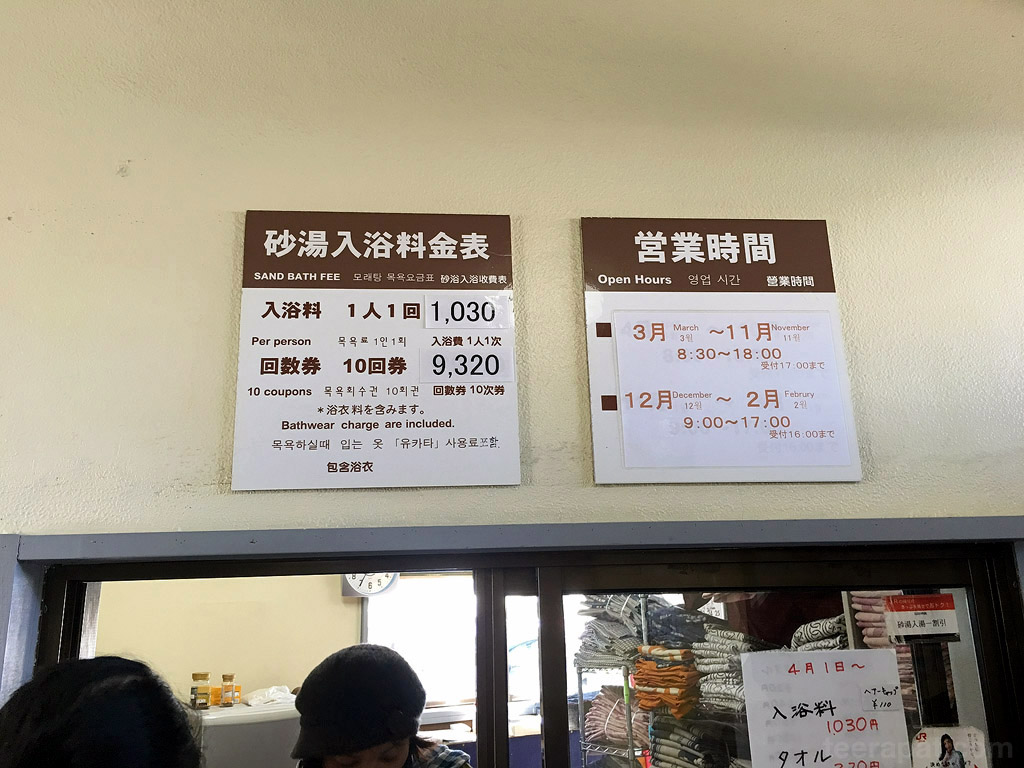 砂湯入浴料金表
SAND BATH FEE 모래탕 목욕요금표 砂浴入浴收費表
入浴料 1人1回 1,030
Per person 목욕료 1인1회 入浴費 1人1次
回数券 10回券 9,320
10 coupons 목욕회수권 10회권 回數券 10次券
*浴衣料を含みます。
Bathwear charge are included.
목욕하실때 입는 옷 「유카타」사용료포함.
包含浴衣
営業時間
Open Hours 영업 시간 營業時間
3月 March 3월 ~11月 November 11월
8:30~18:00
受付17:00まで
12月 December 12월 ~ 2月 Februry 2월
9:00~17:00
受付16:00まで
4月1日~
入浴料
1030円
タオル
¥110
JR